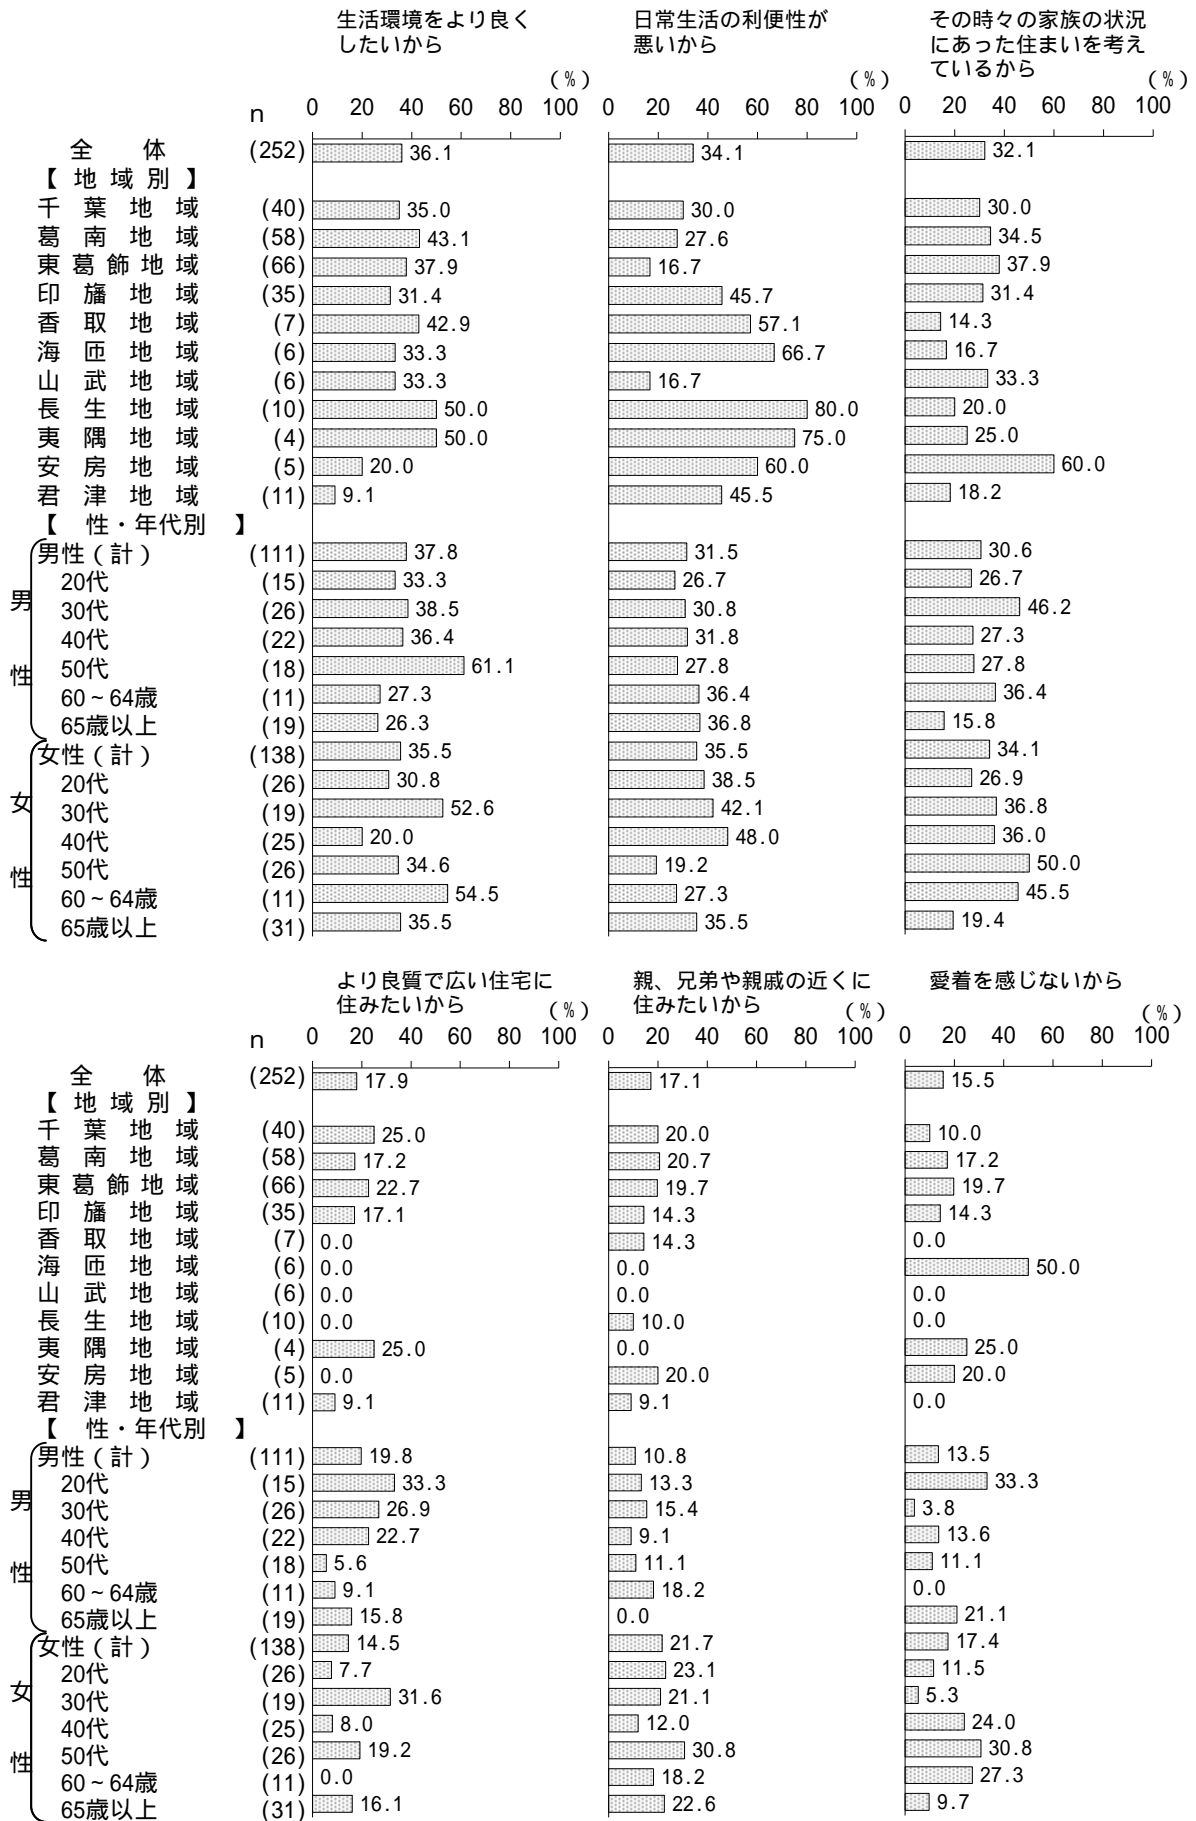 生活環境をより良く
したいから
日常生活の利便性が
悪いから
その時々の家族の状況
にあった住まいを考え
ているから
(%) (%) (%)
n 0 20 40 60 80 100 0 20 40 60 80 100 0 20 40 60 80 100
全 体 (252) 36.1 34.1 32.1
【 地 域 別 】
千 葉 地 域 (40) 35.0 30.0 30.0
葛 南 地 域 (58) 43.1 27.6 34.5
東 葛 飾 地 域 (66) 37.9 16.7 37.9
印 旛 地 域 (35) 31.4 45.7 31.4
香 取 地 域 (7) 42.9 57.1 14.3
海 匝 地 域 (6) 33.3 66.7 16.7
山 武 地 域 (6) 33.3 16.7 33.3
長 生 地 域 (10) 50.0 80.0 20.0
夷 隅 地 域 (4) 50.0 75.0 25.0
安 房 地 域 (5) 20.0 60.0 60.0
君 津 地 域 (11) 9.1 45.5 18.2
【 性・年代別 】
男性(計) (111) 37.8 31.5 30.6
20代 (15) 33.3 26.7 26.7
男
30代 (26) 38.5 30.8 46.2
40代 (22) 36.4 31.8 27.3
50代 (18) 61.1 27.8 27.8
性
60~64歳 (11) 27.3 36.4 36.4
65歳以上 (19) 26.3 36.8 15.8
女性(計) (138) 35.5 35.5 34.1
20代 (26) 30.8 38.5 26.9
女
30代 (19) 52.6 42.1 36.8
40代 (25) 20.0 48.0 36.0
50代 (26) 34.6 19.2 50.0
性
60~64歳 (11) 54.5 27.3 45.5
65歳以上 (31) 35.5 35.5 19.4
より良質で広い住宅に
住みたいから
親、兄弟や親戚の近くに
住みたいから
愛着を感じないから
(%) (%) (%)
n 0 20 40 60 80 100 0 20 40 60 80 100 0 20 40 60 80 100
全 体 (252) 17.9 17.1 15.5
【 地 域 別 】
千 葉 地 域 (40) 25.0 20.0 10.0
葛 南 地 域 (58) 17.2 20.7 17.2
東 葛 飾 地 域 (66) 22.7 19.7 19.7
印 旛 地 域 (35) 17.1 14.3 14.3
香 取 地 域 (7) 0.0 14.3 0.0
海 匝 地 域 (6) 0.0 0.0 50.0
山 武 地 域 (6) 0.0 0.0 0.0
長 生 地 域 (10) 0.0 10.0 0.0
夷 隅 地 域 (4) 25.0 0.0 25.0
安 房 地 域 (5) 0.0 20.0 20.0
君 津 地 域 (11) 9.1 9.1 0.0
【 性・年代別 】
男性(計) (111) 19.8 10.8 13.5
20代 (15) 33.3 13.3 33.3
男
30代 (26) 26.9 15.4 3.8
40代 (22) 22.7 9.1 13.6
50代 (18) 5.6 11.1 11.1
性
60~64歳 (11) 9.1 18.2 0.0
65歳以上 (19) 15.8 0.0 21.1
女性(計) (138) 14.5 21.7 17.4
20代 (26) 7.7 23.1 11.5
女
30代 (19) 31.6 21.1 5.3
40代 (25) 8.0 12.0 24.0
50代 (26) 19.2 30.8 30.8
性
60~64歳 (11) 0.0 18.2 27.3
65歳以上 (31) 16.1 22.6 9.7